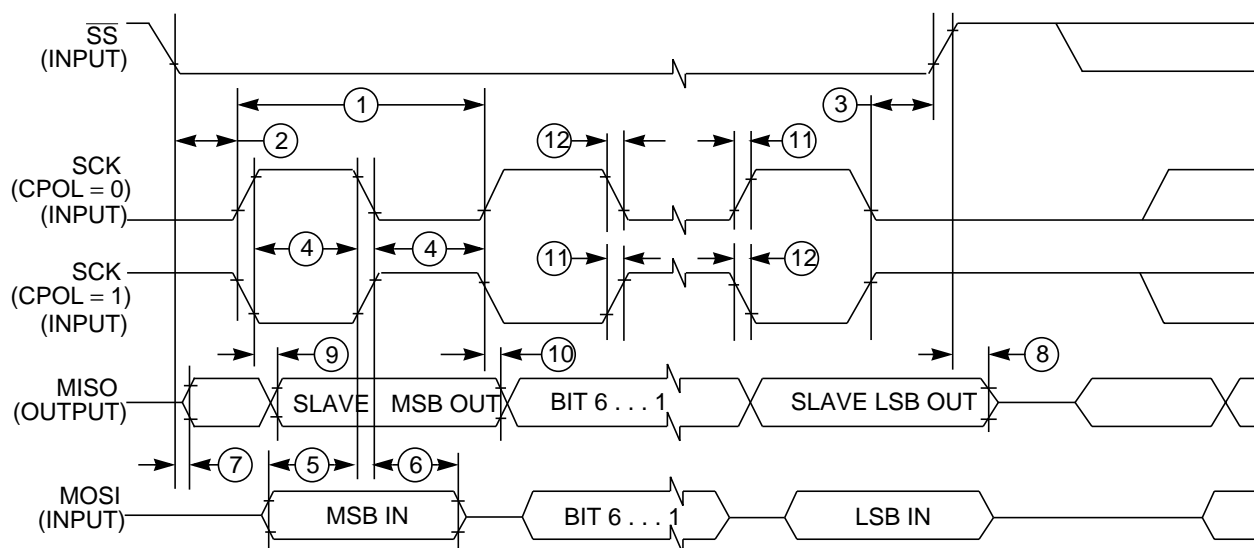 SS
(INPUT)
1
3
2
12
11
SCK
(CPOL = 0)
(INPUT)
4
4
SCK
(CPOL = 1)
(INPUT)
11
12
9
10
8
MISO
(OUTPUT)
SLAVE MSB OUT
BIT 6 . . . 1
SLAVE LSB OUT
7
5
6
MOSI
(INPUT)
MSB IN
BIT 6 . . . 1
LSB IN